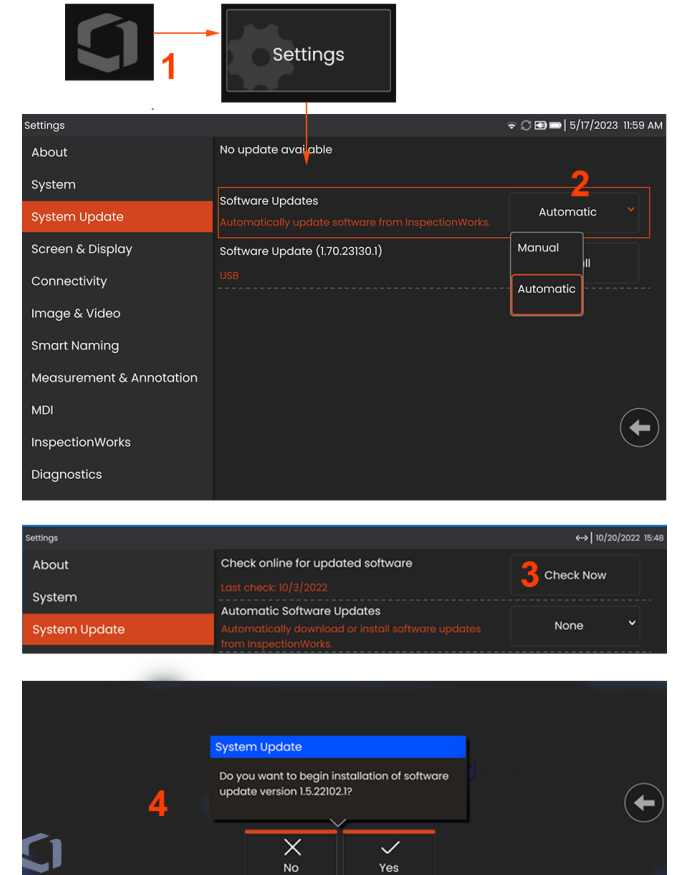 1
Settings
Settings
5/17/2023 11:59 AM
About
No update available
System
2
System Update
Software Updates
Automatically update software from InspectionWorks.
Automatic
Screen & Display
Software Update (1.70.23130.1)
Manual
USB
Connectivity
Automatic
Image & Video
Smart Naming
Measurement & Annotation
MDI
InspectionWorks
Diagnostics
Settings
10/20/2022 15:48
About
Check online for updated software
Last check: 10/3/2022
3
Check Now
System
Automatic Software Updates
System Update
Automatically download or install software updates
from InspectionWorks.
None
System Update
Do you want to begin installation of software
update version 1.5.22102.1?
4
No
Yes